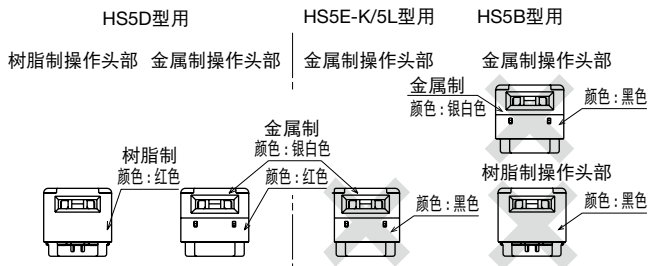 HS5D型用
HS5E-K/5L型用
HS5B型用
树脂制操作头部
金属制操作头部
金属制操作头部
金属制操作头部
金属制
颜色:银白色
颜色:黑色
树脂制操作头部
颜色:黑色
树脂制
颜色:红色
金属制
颜色:银白色
颜色:红色
颜色:黑色